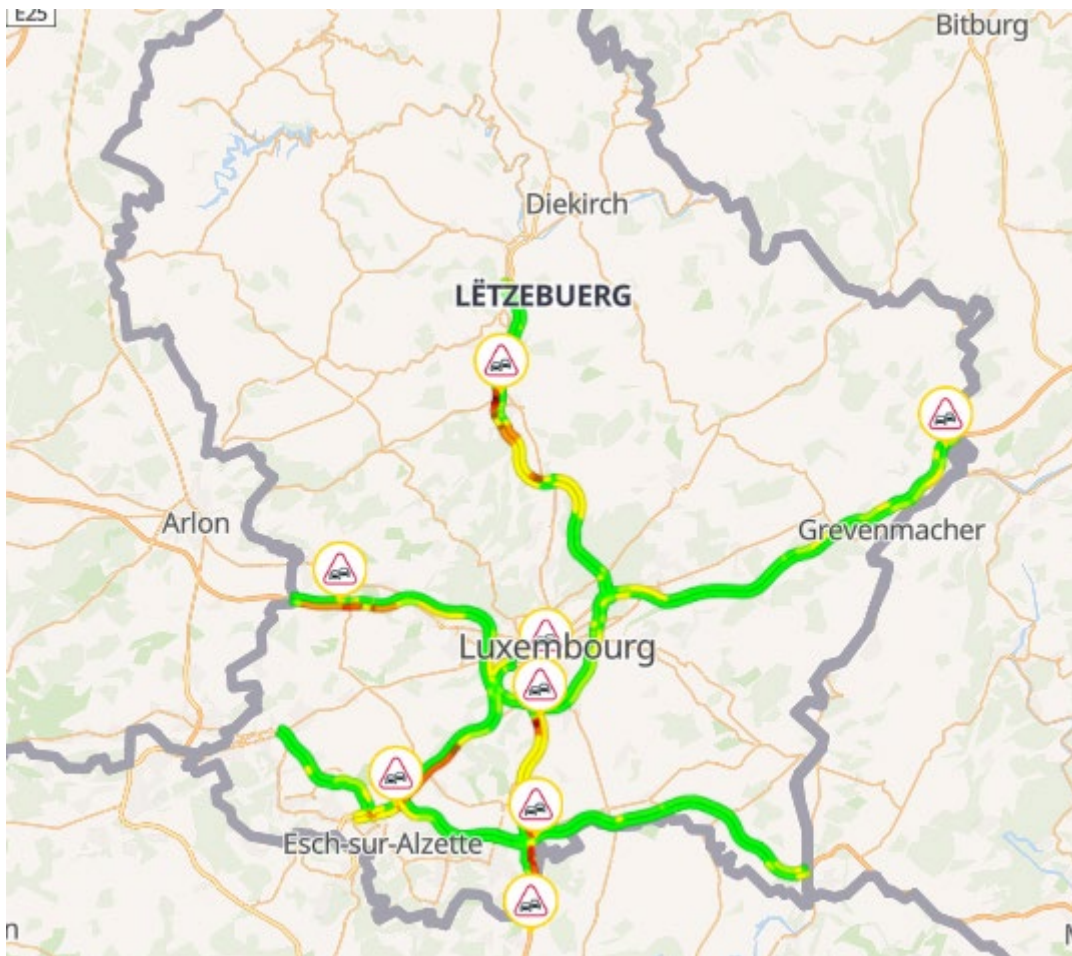 E25
Bitburg
Diekirch
LËTZEBUERG
Arlon
Grevenmacher
Luxembourg
Esch-sur-Alzette